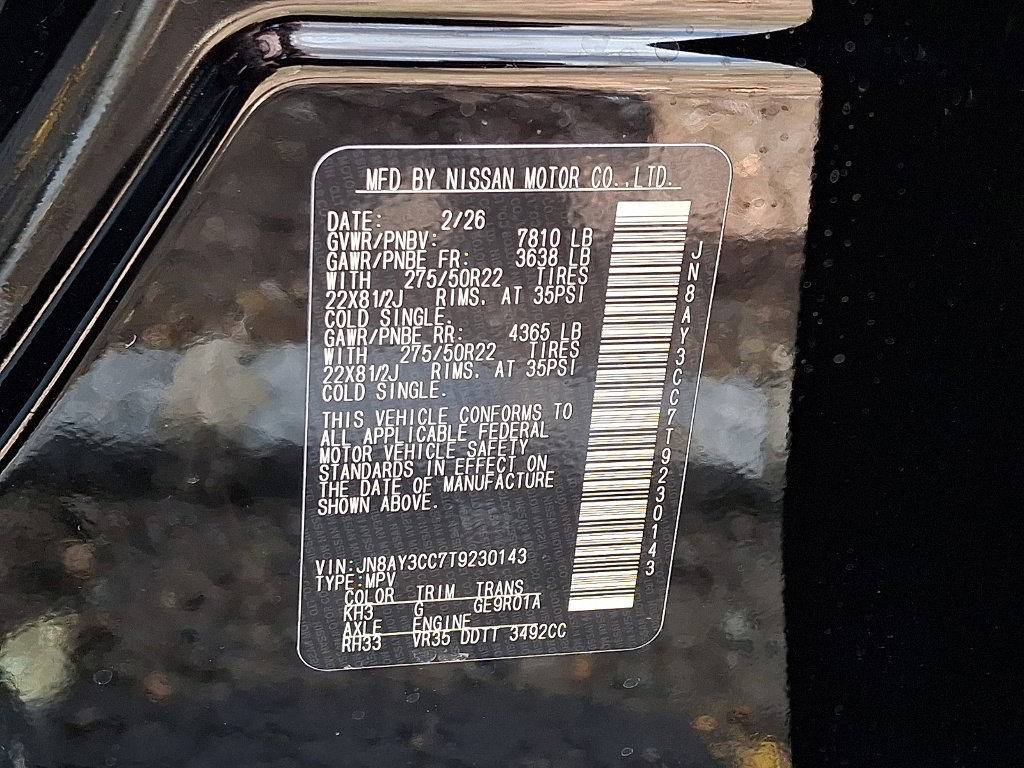 MFD BY NISSAN MOTOR CO.,LTD.
DATE: 2/26
GVWR/PNBV: 7810 LB
GAWR/PNBE FR: 3638 LB
WITH 275/50R22 TIRES
22X81/2J RIMS. AT 35PSI
COLD SINGLE.
GAWR/PNBE RR: 4365 LB
WITH 275/50R22 TIRES
22X81/2J RIMS. AT 35PSI
COLD SINGLE.
THIS VEHICLE CONFORMS TO
ALL APPLICABLE FEDERAL
MOTOR VEHICLE SAFETY
STANDARDS IN EFFECT ON
THE DATE OF MANUFACTURE
SHOWN ABOVE.
VIN:JN8AY3CC7T9230143
TYPE:MPV
COLOR TRIM TRANS
KH3 G GE9R01A
AXLE ENGINE
RH33 VR35 DDTT 3492CC
JN8AY3CC7T9230143